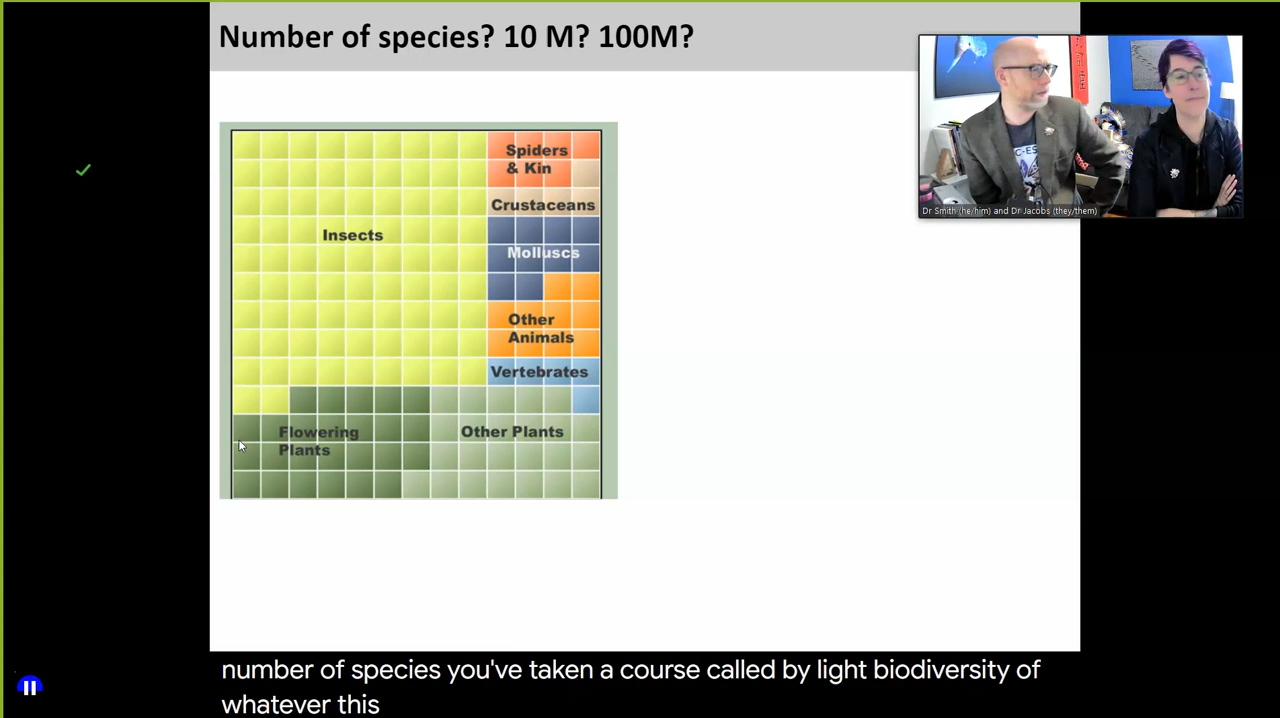 Number of species? 10 M? 100M?
Spiders
& Kin
Crustaceans
Insects
Molluscs
Other
Animals
Vertebrates
Flowering
Plants
Other Plants
Dr Smith (he/him) and Dr Jacobs (they/them)
number of species you've taken a course called by light biodiversity of
whatever this